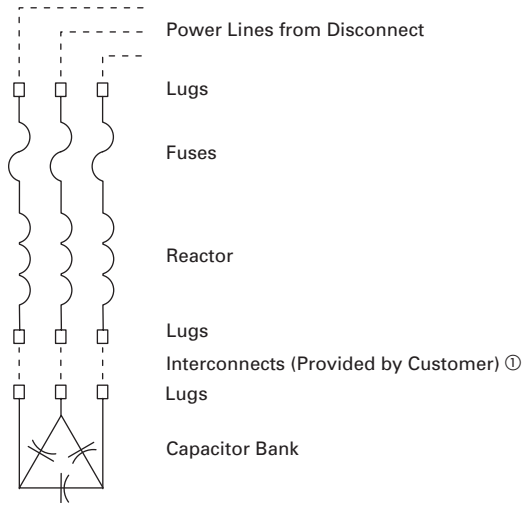 Power Lines from Disconnect
Lugs
Fuses
Reactor
Lugs
Interconnects (Provided by Customer) ①
Lugs
Capacitor Bank